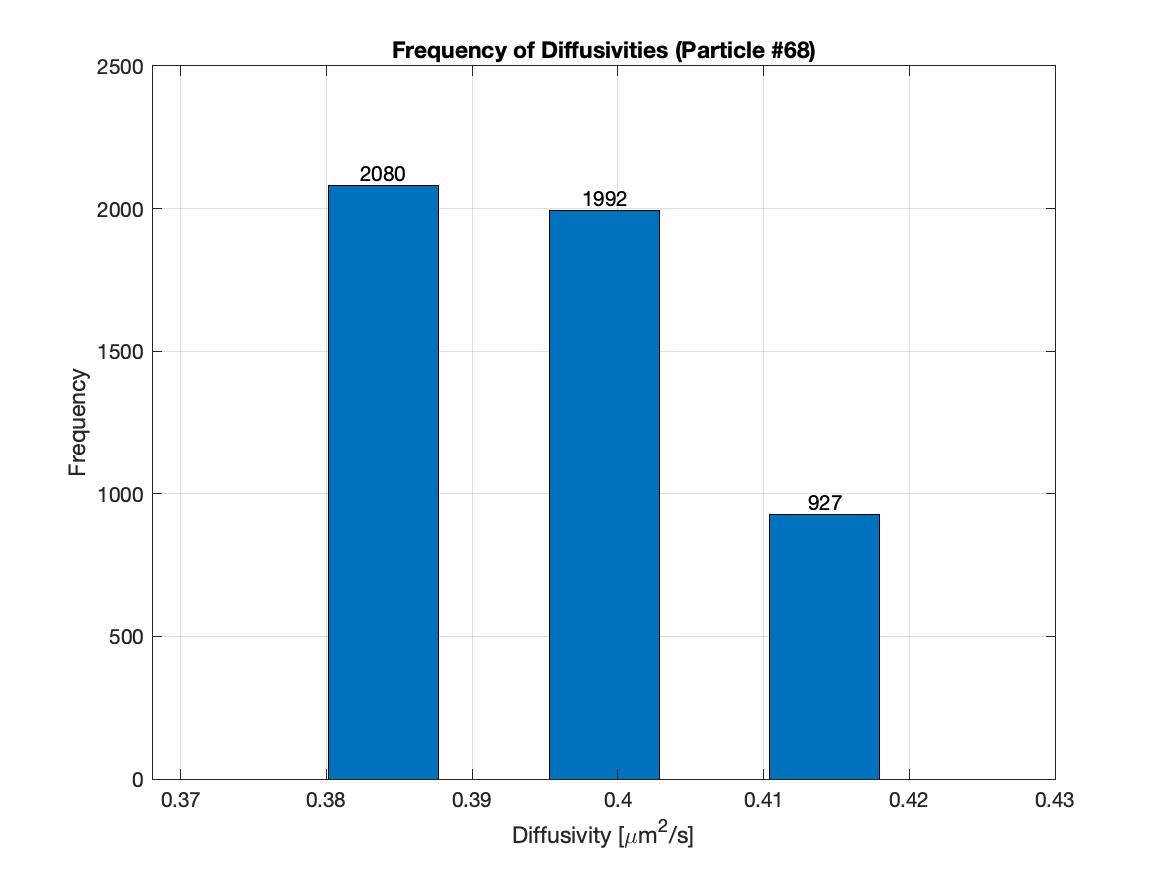 Frequency of Diffusivities (Particle #68)
2500
2000
1500
1000
500
0
Frequency
2080
1992
927
0.37 0.38 0.39 0.4 0.41 0.42 0.43
Diffusivity [μm²/s]